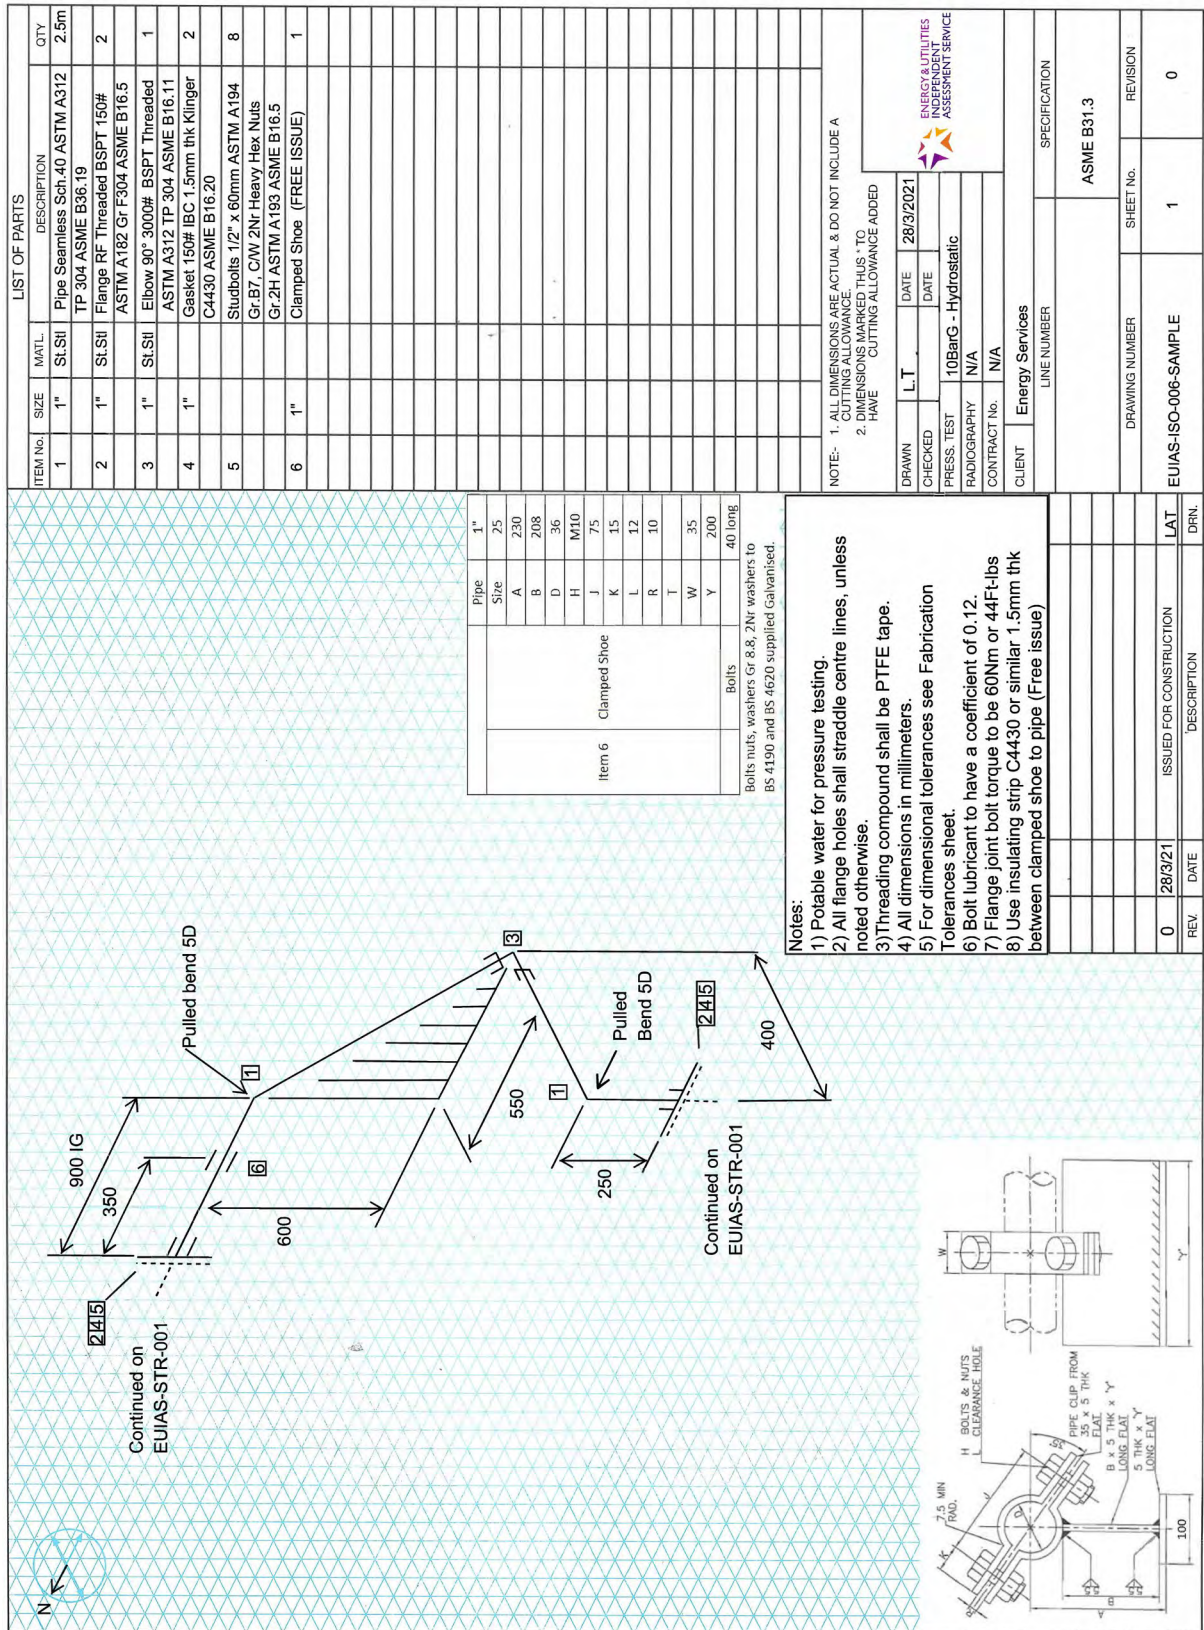 N
2 4 5
Continued on
EUIAS-STR-001
900 IG
350
6
600
1
Pulled bend 5D
550
3
1
Pulled
Bend 5D
250
2 4 5
400
Continued on
EUIAS-STR-001
LIST OF PARTS
ITEM No. SIZE MATL. DESCRIPTION QTY
1 1" St.Stl Pipe Seamless Sch.40 ASTM A312 2.5m
TP 304 ASME B36.19
2 1" St.Stl Flange RF Threaded BSPT 150# 2
ASTM A182 Gr F304 ASME B16.5
3 1" St.Stl Elbow 90° 3000# BSPT Threaded 1
ASTM A312 TP 304 ASME B16.11
4 1" Gasket 150# IBC 1.5mm thk Klinger 2
C4430 ASME B16.20
5 Studbolts 1/2" x 60mm ASTM A194 8
Gr.B7, C/W 2Nr Heavy Hex Nuts
Gr.2H ASTM A193 ASME B16.5
6 1" Clamped Shoe (FREE ISSUE) 1
Pipe 1"
Size 25
A 230
B 208
D 36
H M10
Item 6 Clamped Shoe J 75
K 15
L 12
R 10
T
W 35
Y 200
Bolts 40 long
Bolts nuts, washers Gr 8.8, 2Nr washers to
BS 4190 and BS 4620 supplied Galvanised.
Notes:
1) Potable water for pressure testing.
2) All flange holes shall straddle centre lines, unless
noted otherwise.
3)Threading compound shall be PTFE tape.
4) All dimensions in millimeters.
5) For dimensional tolerances see Fabrication
Tolerances sheet.
6) Bolt lubricant to have a coefficient of 0.12.
7) Flange joint bolt torque to be 60Nm or 44Ft-lbs
8) Use insulating strip C4430 or similar 1.5mm thk
between clamped shoe to pipe (Free issue)
7.5 MIN
RAD.
H BOLTS & NUTS
L CLEARANCE HOLE
PIPE CLIP FROM
35 x 5 THK
FLAT
B x 5 THK x 'Y'
LONG FLAT
5 THK x 'Y'
LONG FLAT
K
J
D
A
B
100
W
'Y'
NOTE:- 1. ALL DIMENSIONS ARE ACTUAL & DO NOT INCLUDE A
CUTTING ALLOWANCE.
2. DIMENSIONS MARKED THUS * TO
HAVE CUTTING ALLOWANCE ADDED
DRAWN L.T . DATE 28/3/2021
CHECKED DATE
PRESS. TEST 10BarG - Hydrostatic
RADIOGRAPHY N/A
CONTRACT No. N/A
ENERGY & UTILITIES
INDEPENDENT
ASSESSMENT SERVICE
CLIENT Energy Services
LINE NUMBER SPECIFICATION
ASME B31.3
DRAWING NUMBER SHEET No. REVISION
EUIAS-ISO-006-SAMPLE 1 0
0 28/3/21 ISSUED FOR CONSTRUCTION LAT
REV. DATE DESCRIPTION DRN.